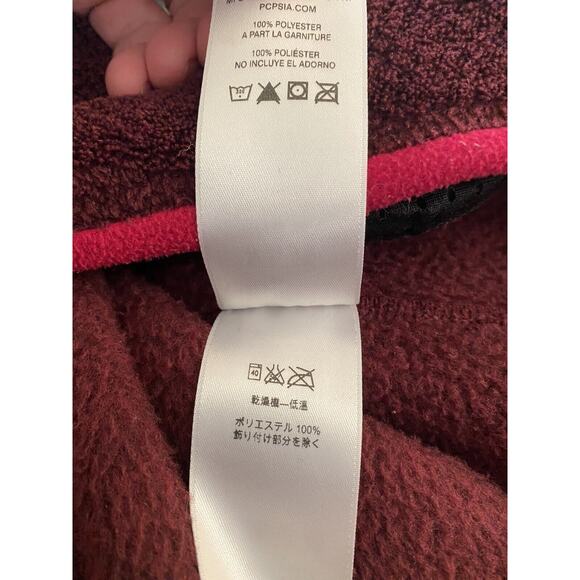 PCPSIA.COM
100% POLYESTER
A PART LA GARNITURE
100% POLIÉSTER
NO INCLUYE EL ADORNO
40
乾燥機—低温
ポリエステル 100%
飾り付け部分を除く